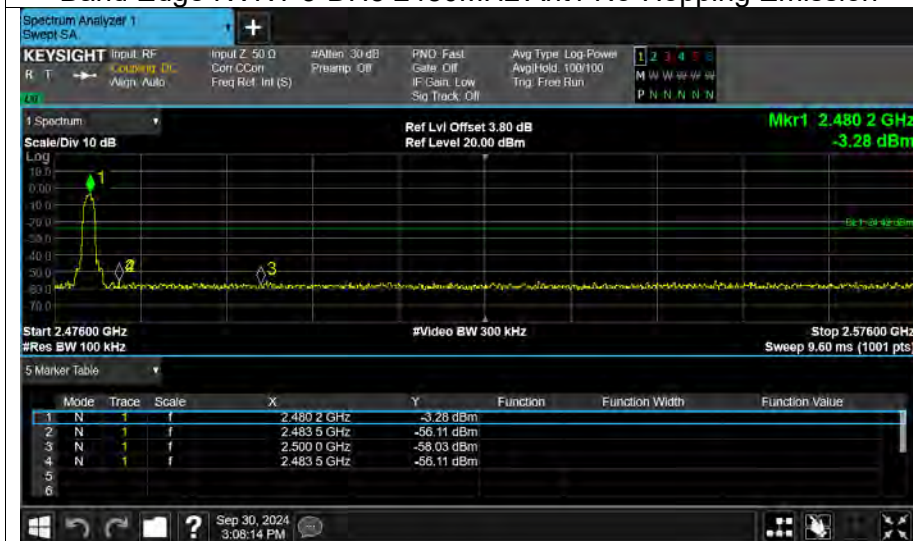 Spectrum Analyzer 1
Swept SA
KEYSIGHT Input: RF Input Z: 50 Ω #Atten: 30 dB PNO: Fast Avg Type: Log-Power 1 2 3 4 5 6
R T Coupling: DC Corr CCorr Preamp: Off Gate: Off Avg|Hold: 100/100 M W W W W W
Align: Auto Freq Ref: Int (S) IF Gain: Low Trig: Free Run
Sig Track: Off P N N N N N
1 Spectrum Ref Lvl Offset 3.80 dB Mkr1 2.480 2 GHz
Scale/Div 10 dB Ref Level 20.00 dBm -3.28 dBm
Log
10.0
0.00
-10.0
-20.0
-30.0
-40.0
-50.0
-60.0
-70.0
1
3
Start 2.47600 GHz #Video BW 300 kHz Stop 2.57600 GHz
#Res BW 100 kHz Sweep 9.60 ms (1001 pts)
5 Marker Table
Mode Trace Scale X Y Function Function Width Function Value
1 N 1 f 2.480 2 GHz -3.28 dBm
2 N 1 f 2.483 5 GHz -56.11 dBm
3 N 1 f 2.500 0 GHz -58.03 dBm
4 N 1 f 2.483 5 GHz -56.11 dBm
5
6
? Sep 30, 2024
3:08:14 PM